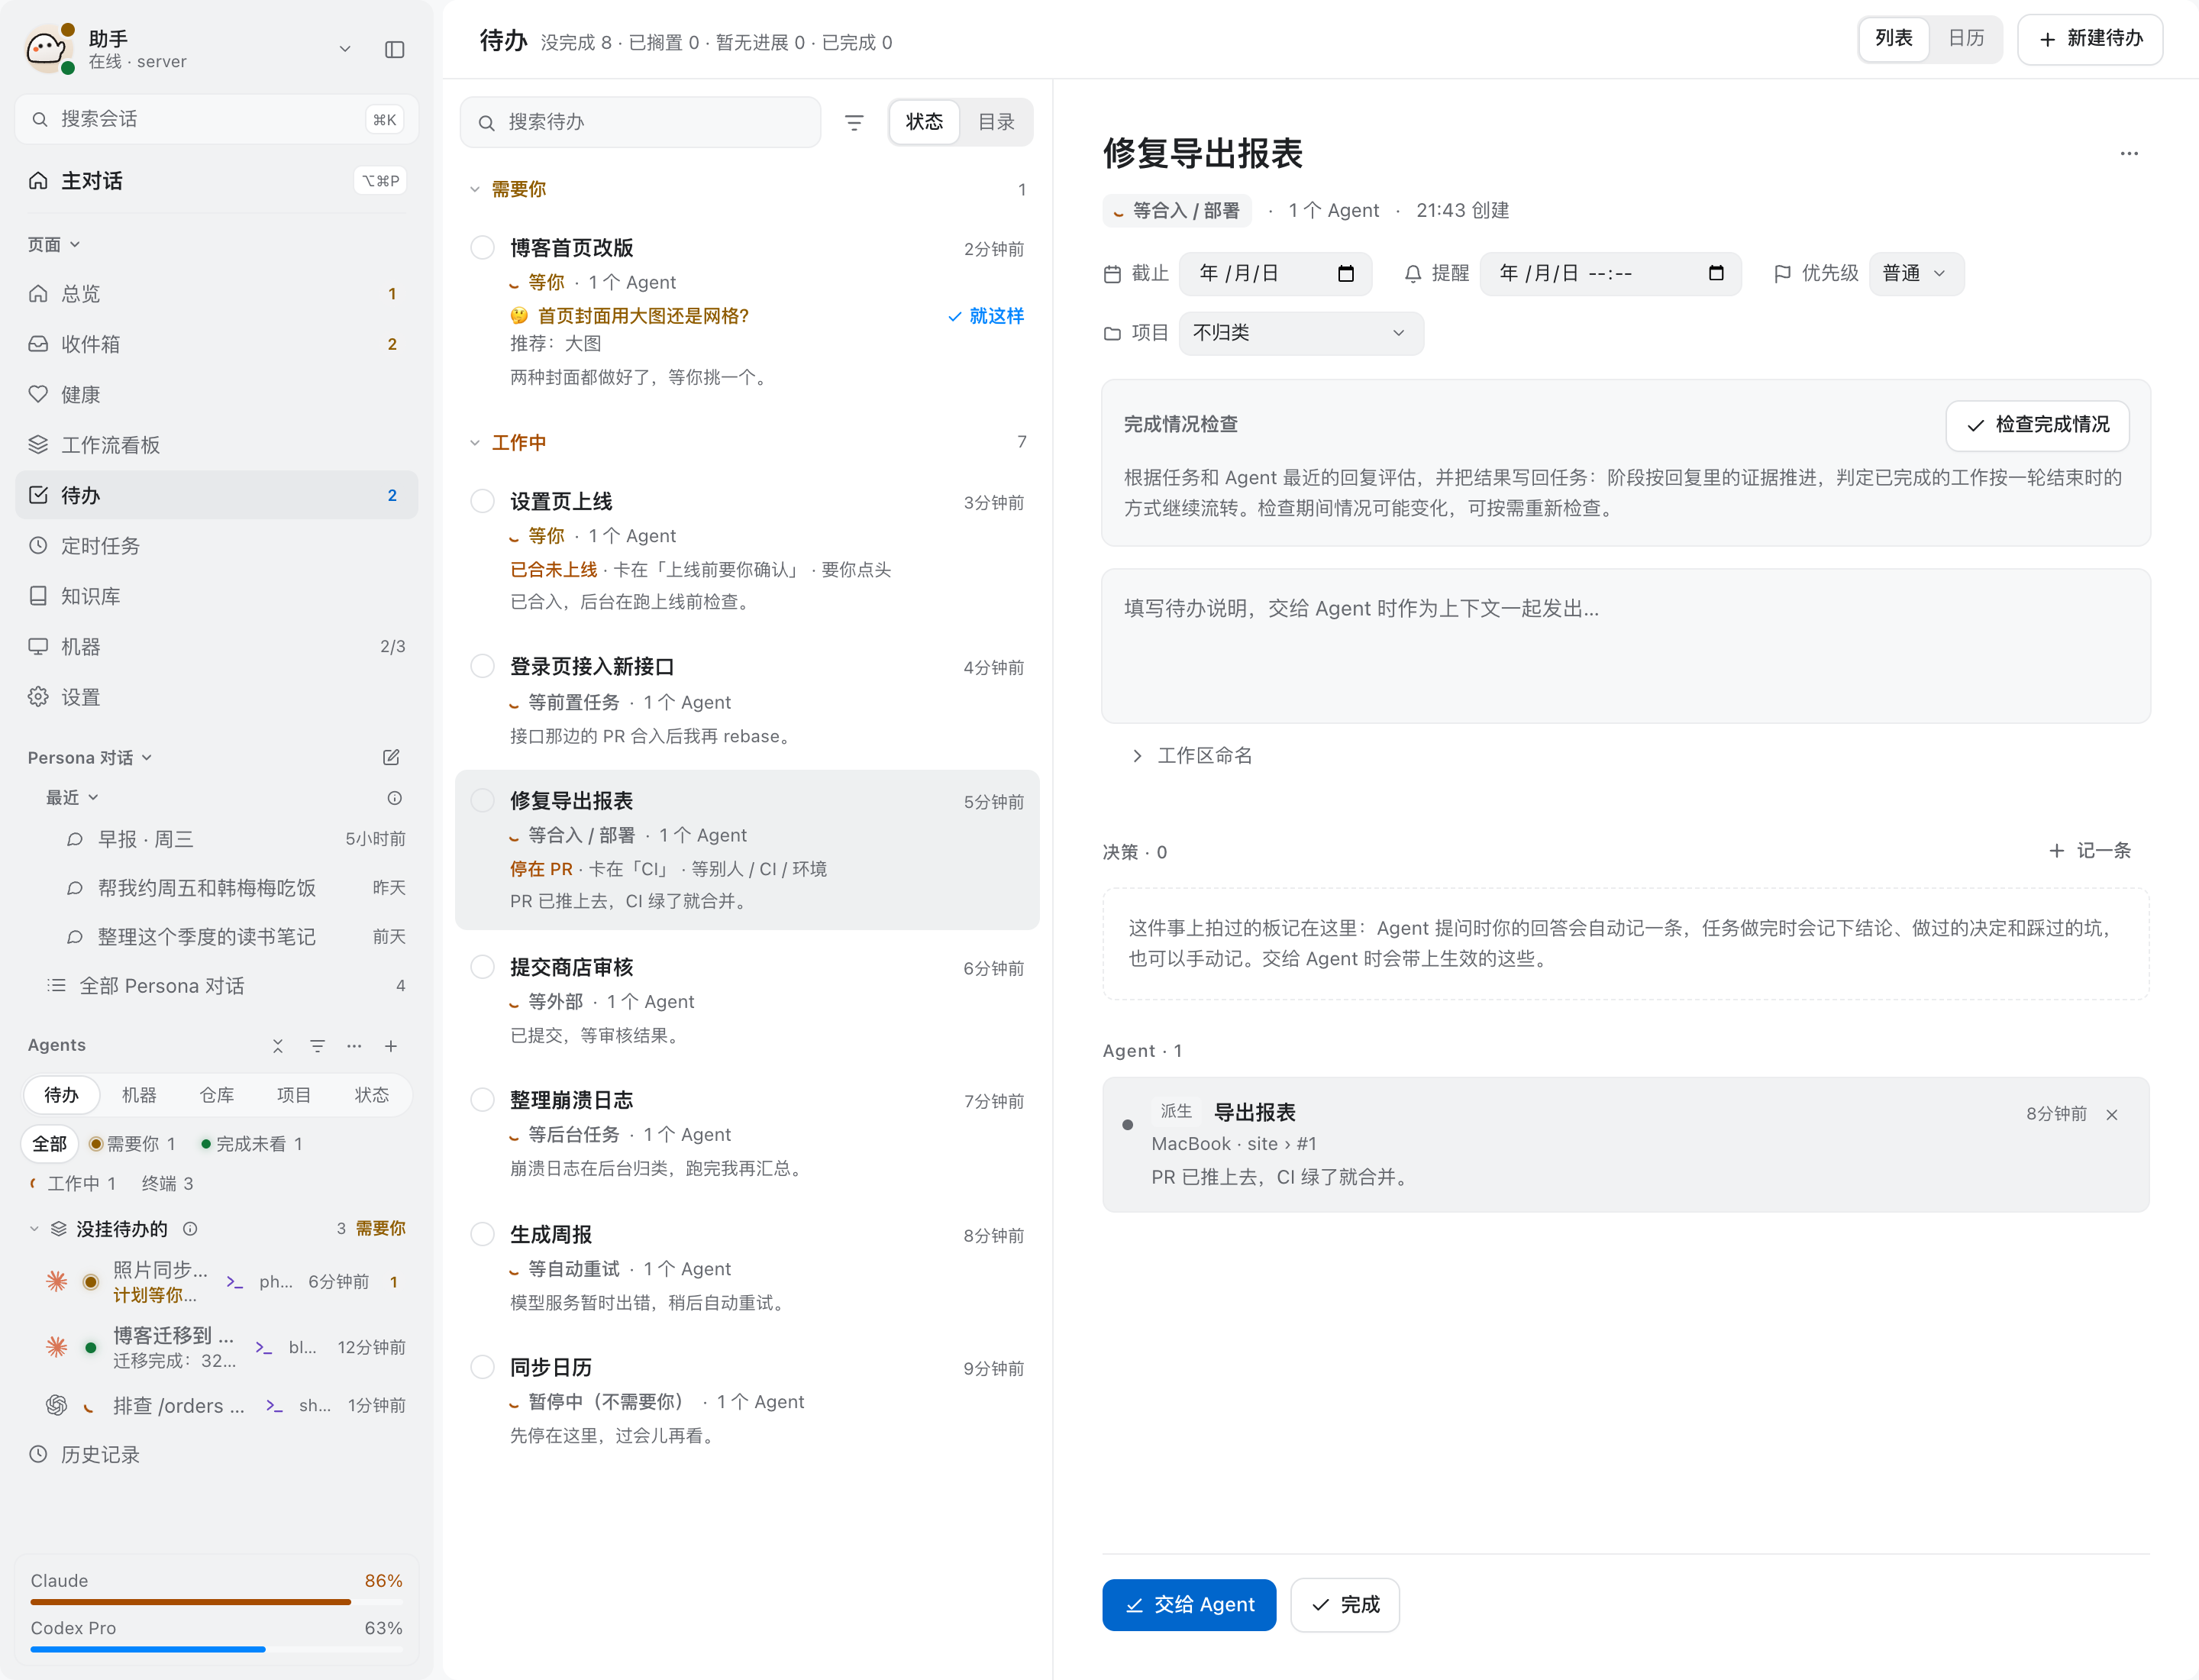 助手
在线 · server
搜索会话 ⌘K
主对话 ⌥⌘P
页面
总览 1
收件箱 2
健康
工作流看板
待办 2
定时任务
知识库
机器 2/3
设置
Persona 对话
最近
早报 · 周三 5小时前
帮我约周五和韩梅梅吃饭 昨天
整理这个季度的读书笔记 前天
全部 Persona 对话 4
Agents
待办 机器 仓库 项目 状态
全部 需要你 1 完成未看 1
工作中 1 终端 3
没挂待办的 3 需要你
照片同步... ph... 6分钟前 1
计划等你...
博客迁移到 ... bl... 12分钟前
迁移完成：32...
排查 /orders ... sh... 1分钟前
历史记录
Claude 86%
Codex Pro 63%
待办 没完成 8 · 已搁置 0 · 暂无进展 0 · 已完成 0
列表 日历 + 新建待办
搜索待办 状态 目录
需要你 1
博客首页改版 2分钟前
等你 · 1 个 Agent
🤔 首页封面用大图还是网格? ✓ 就这样
推荐：大图
两种封面都做好了，等你挑一个。
工作中 7
设置页上线 3分钟前
等你 · 1 个 Agent
已合未上线 · 卡在「上线前要你确认」 · 要你点头
已合入，后台在跑上线前检查。
登录页接入新接口 4分钟前
等前置任务 · 1 个 Agent
接口那边的 PR 合入后我再 rebase。
修复导出报表 5分钟前
等合入 / 部署 · 1 个 Agent
停在 PR · 卡在「CI」 · 等别人 / CI / 环境
PR 已推上去，CI 绿了就合并。
提交商店审核 6分钟前
等外部 · 1 个 Agent
已提交，等审核结果。
整理崩溃日志 7分钟前
等后台任务 · 1 个 Agent
崩溃日志在后台归类，跑完我再汇总。
生成周报 8分钟前
等自动重试 · 1 个 Agent
模型服务暂时出错，稍后自动重试。
同步日历 9分钟前
暂停中（不需要你） · 1 个 Agent
先停在这里，过会儿再看。
修复导出报表 ...
等合入 / 部署 · 1 个 Agent · 21:43 创建
截止 年 /月/日 提醒 年 /月/日 --:-- 优先级 普通
项目 不归类
完成情况检查 ✓ 检查完成情况
根据任务和 Agent 最近的回复评估，并把结果写回任务：阶段按回复里的证据推进，判定已完成的工作按一轮结束时的
方式继续流转。检查期间情况可能变化，可按需重新检查。
填写待办说明，交给 Agent 时作为上下文一起发出...
工作区命名
决策 · 0 + 记一条
这件事上拍过的板记在这里：Agent 提问时你的回答会自动记一条，任务做完时会记下结论、做过的决定和踩过的坑，
也可以手动记。交给 Agent 时会带上生效的这些。
Agent · 1
派生 导出报表 8分钟前
MacBook · site › #1
PR 已推上去，CI 绿了就合并。
交给 Agent ✓ 完成